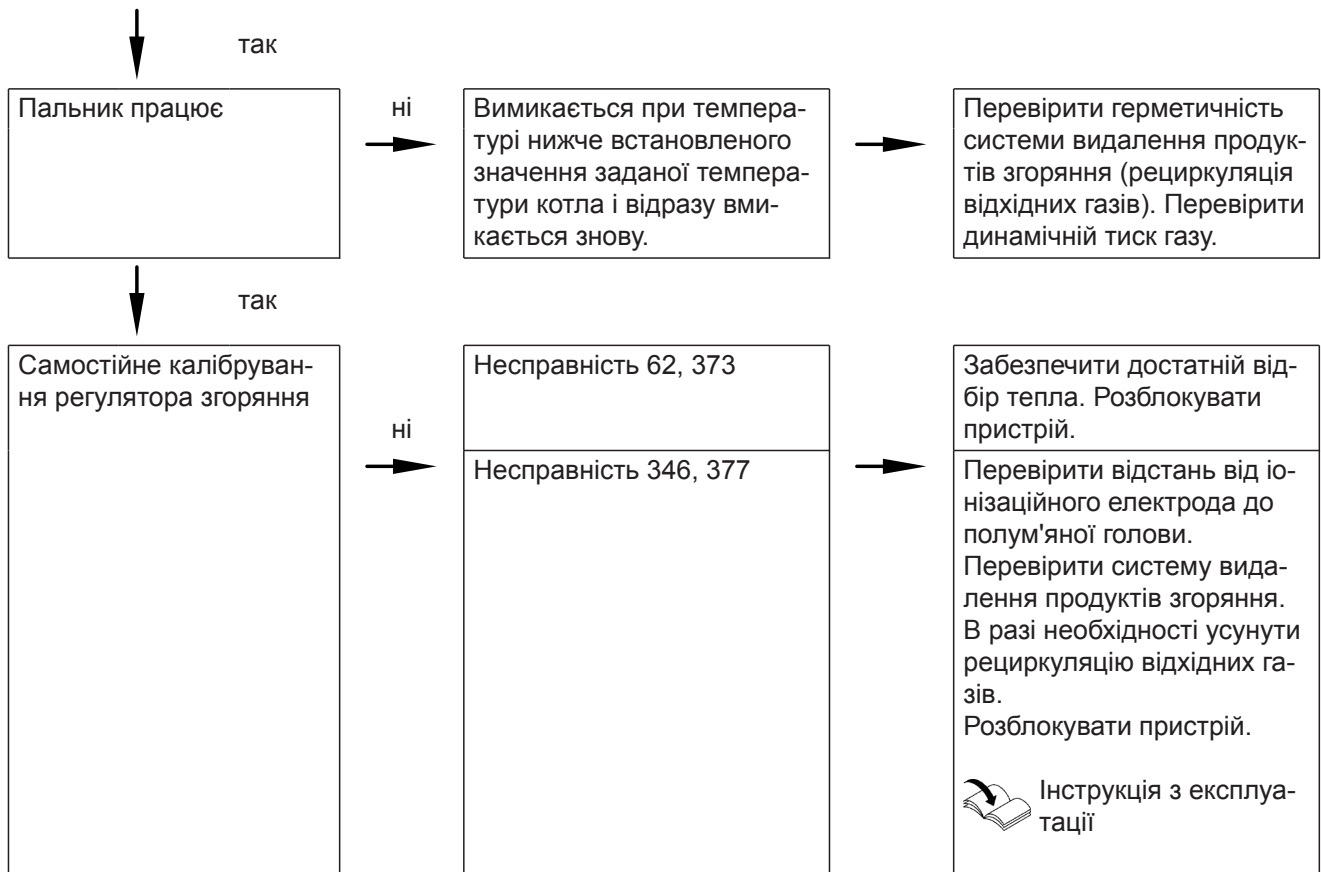 так
Пальник працює
ні
Вимикається при темпера-
турі нижче встановленого
значення заданої темпера-
тури котла і відразу вми-
кається знову.
Перевірити герметичність
системи видалення продук-
тів згоряння (рециркуляція
відхідних газів). Перевірити
динамічній тиск газу.
так
Самостійне калібруван-
ня регулятора згоряння
ні
Несправність 62, 373
Забезпечити достатній від-
бір тепла. Розблокувати
пристрій.
Несправність 346, 377
Перевірити відстань від іо-
нізаційного електрода до
полум'яної голови.
Перевірити систему вида-
лення продуктів згоряння.
В разі необхідності усунути
рециркуляцію відхідних га-
зів.
Розблокувати пристрій.
Інструкція з експлуа-
тації